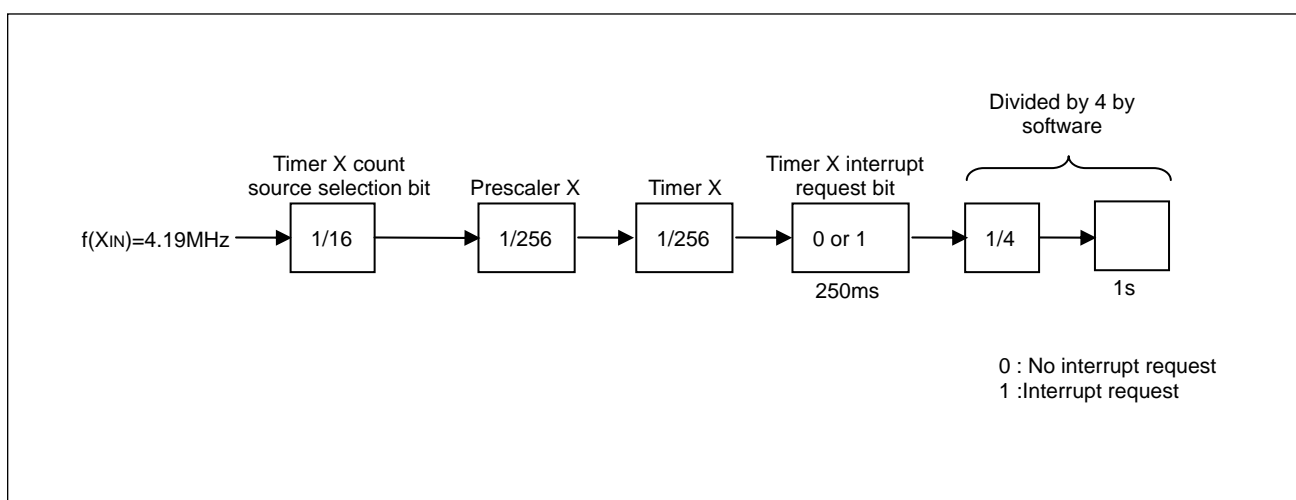 Divided by 4 by
software
Timer X count
source selection bit
Prescaler X
Timer X
Timer X interrupt
request bit
f(XIN)=4.19MHz
1/16
1/256
1/256
0 or 1
1/4
250ms
1s
0 : No interrupt request
1 :Interrupt request